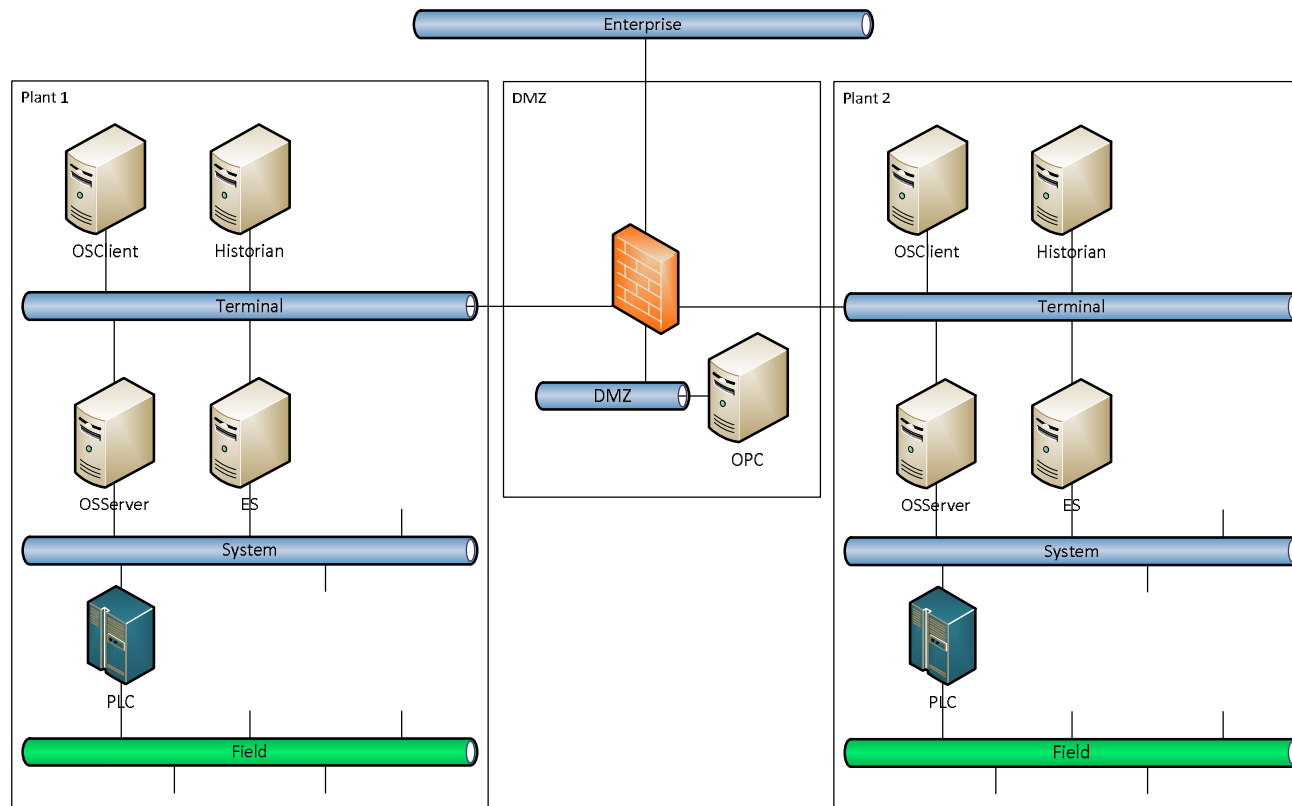 Enterprise
Plant 1
OSClient
Historian
Terminal
OSServer
ES
System
PLC
Field
DMZ
DMZ
OPC
Plant 2
OSClient
Historian
Terminal
OSServer
ES
System
PLC
Field